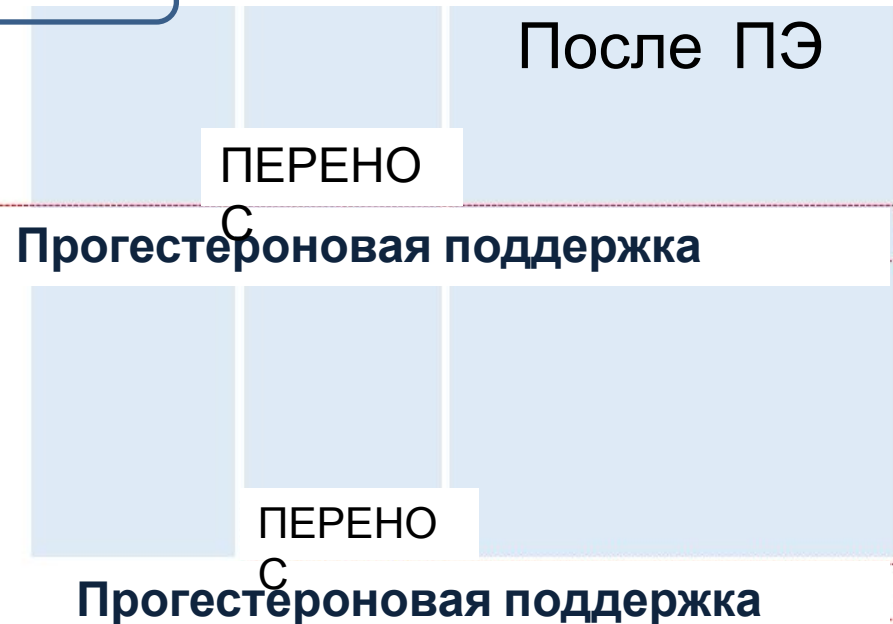 После ПЭ
ПЕРЕНО
С
Прогестероновая поддержка
ПЕРЕНО
С
Прогестероновая поддержка